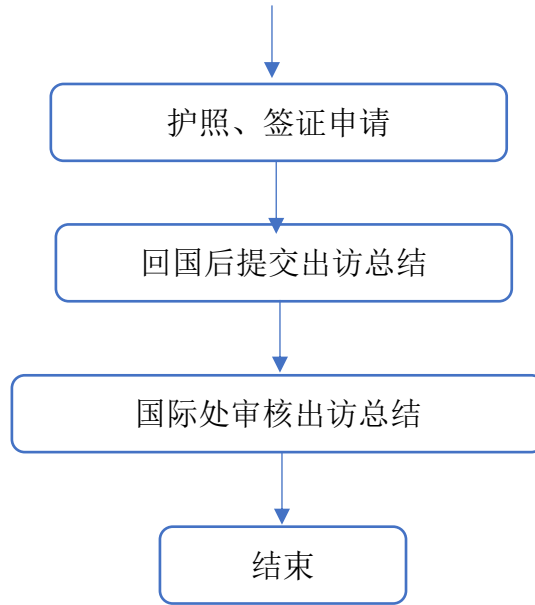 护照、签证申请
回国后提交出访总结
国际处审核出访总结
结束